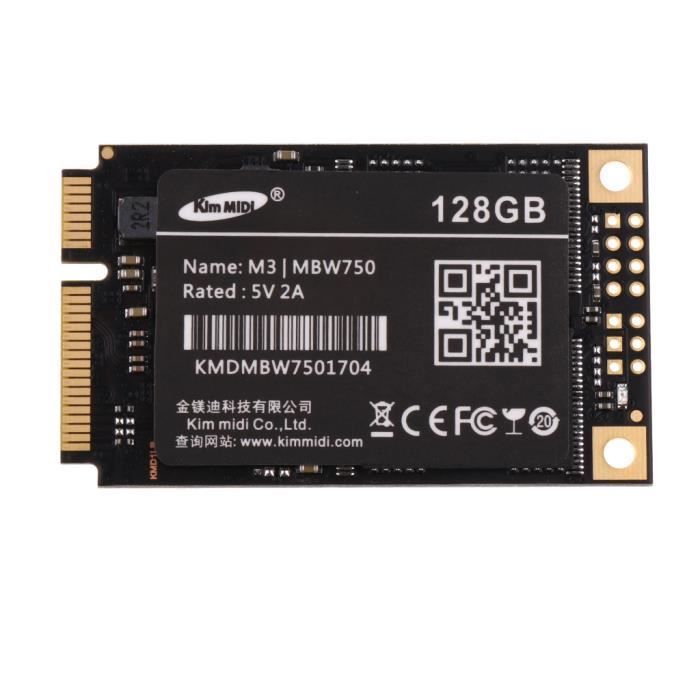 Kim MIDI ®
128GB
Name: M3 | MBW750
Rated : 5V 2A
KMDMBW7501704
金镁迪科技有限公司
Kim midi Co.,Ltd.
查询网站: www.kimmidi.com
CE FC 20
2R2